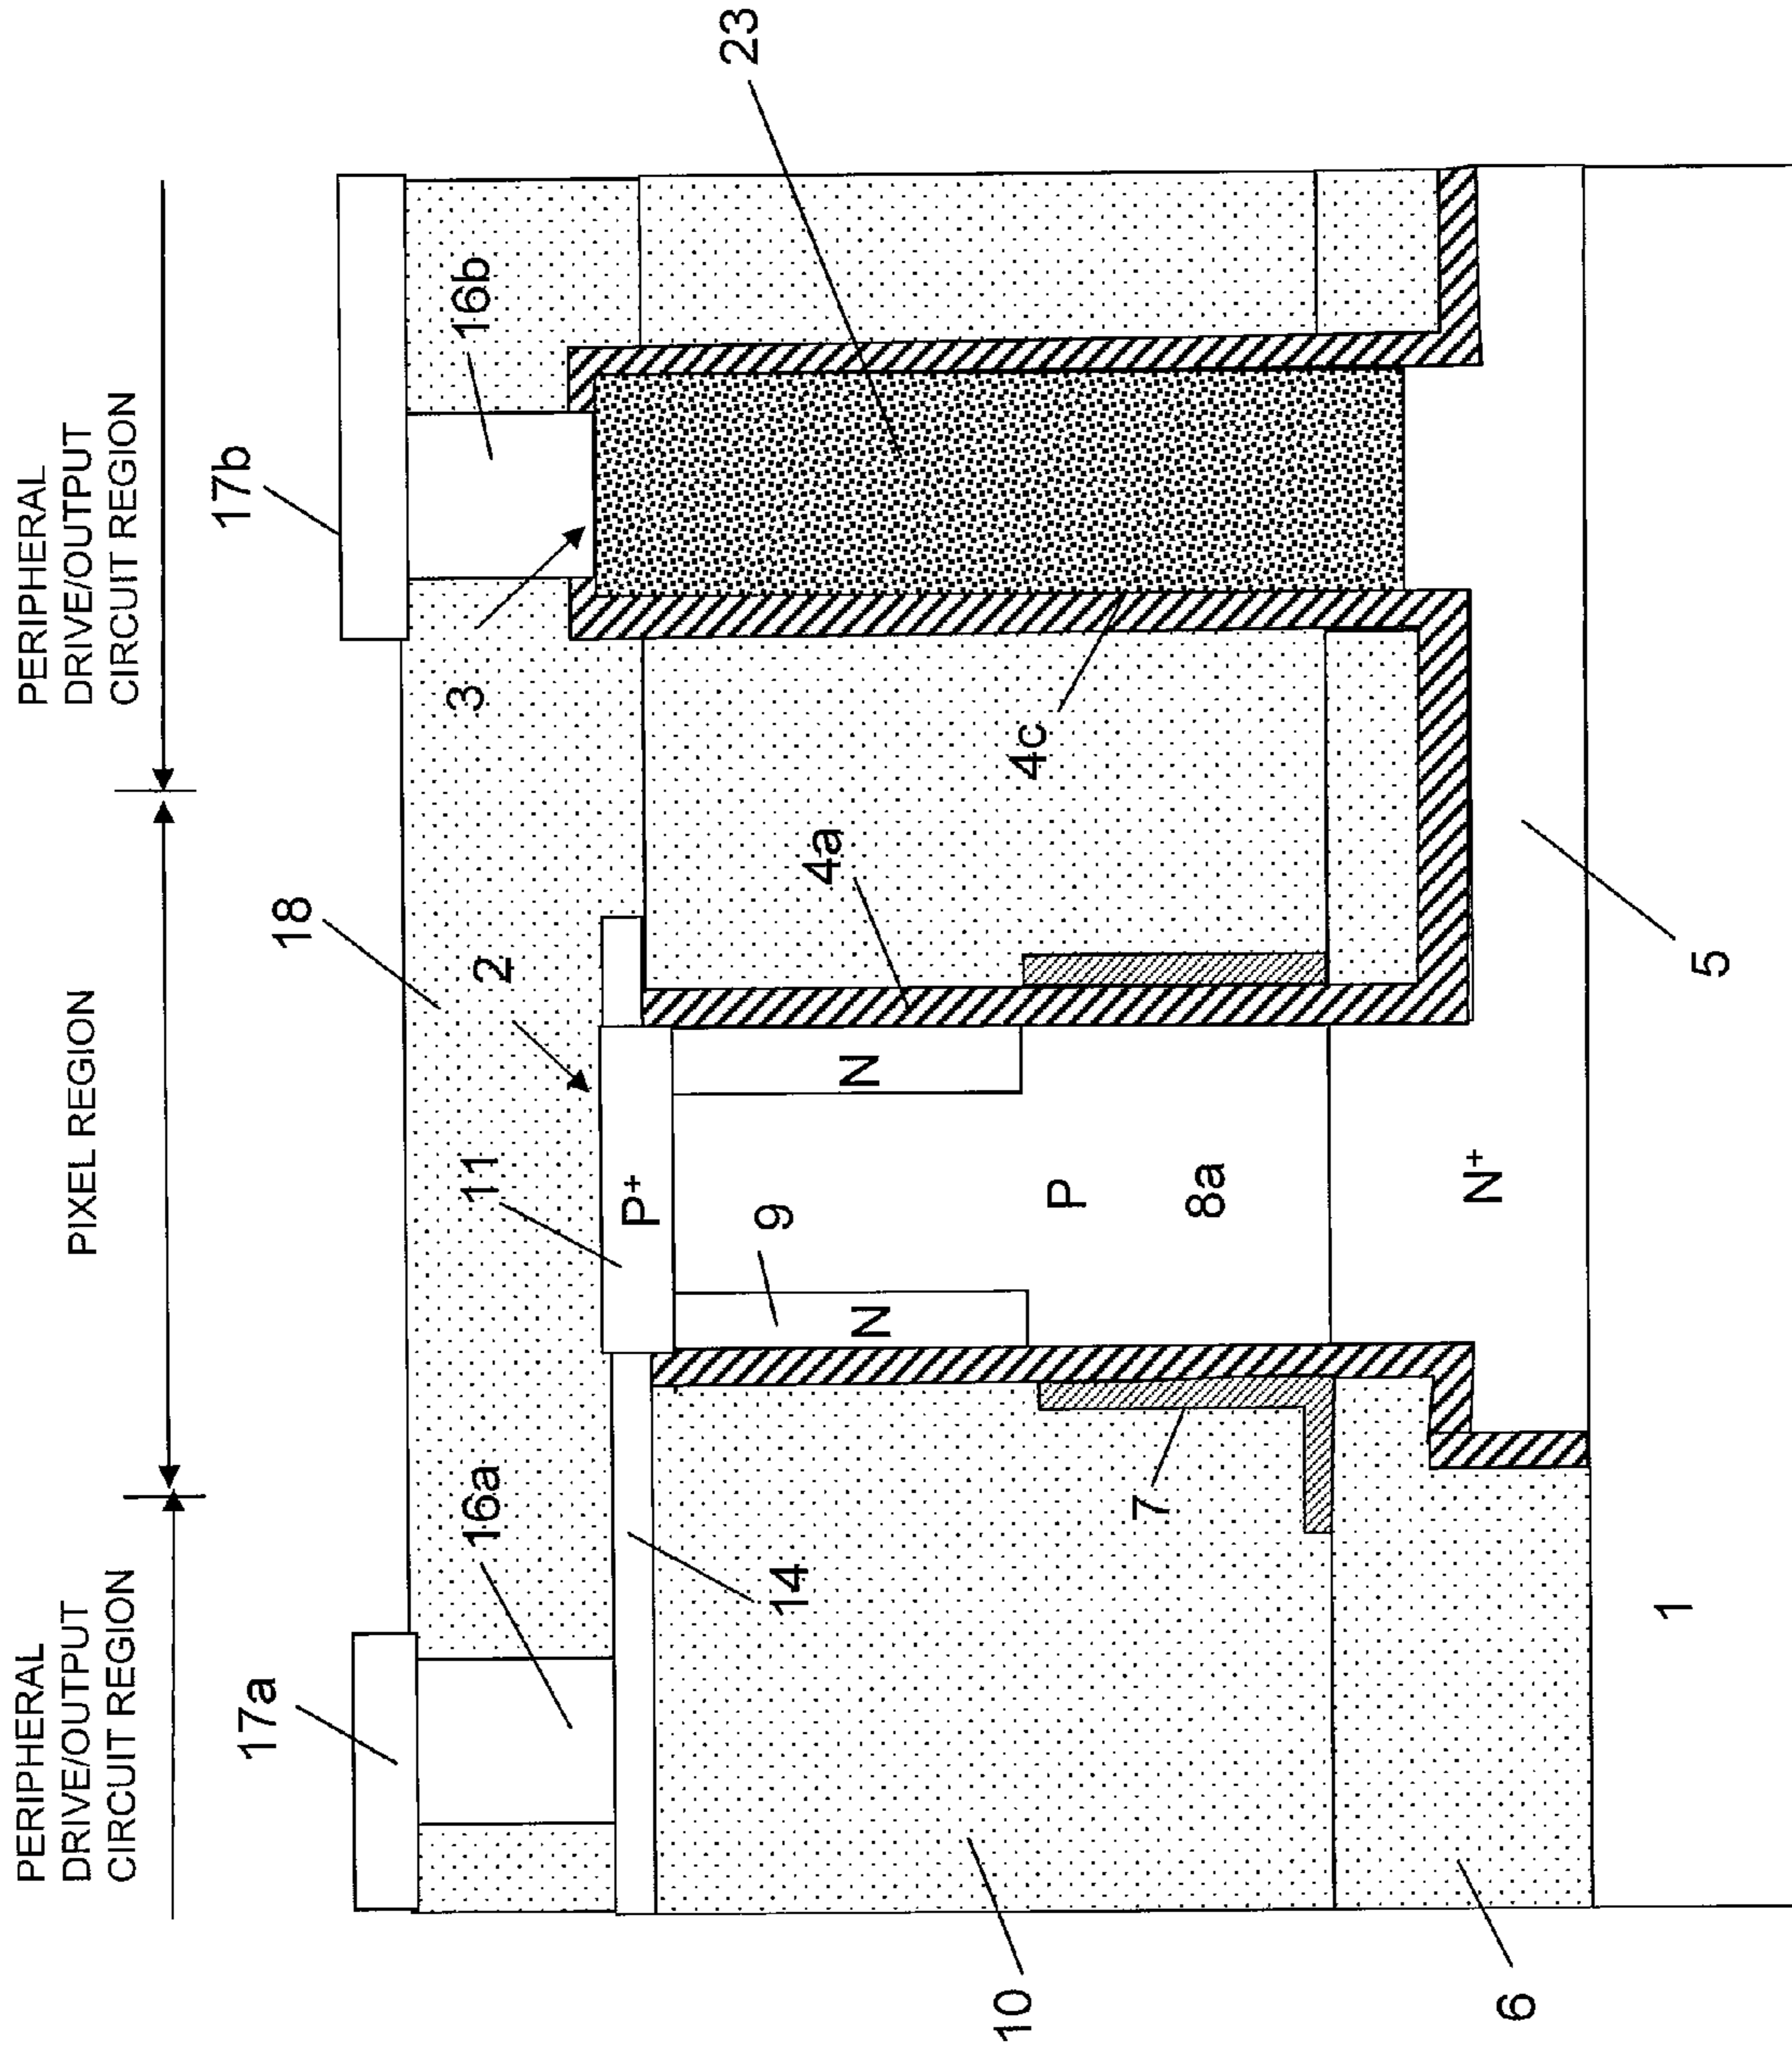 PERIPHERAL
DRIVE/OUTPUT
CIRCUIT REGION
PIXEL REGION
PERIPHERAL
DRIVE/OUTPUT
CIRCUIT REGION
17a
18
17b
16a
11
2
3
16b
P+
14
9
N
N
4a
23
10
7
P
8a
4c
6
N+
1
5